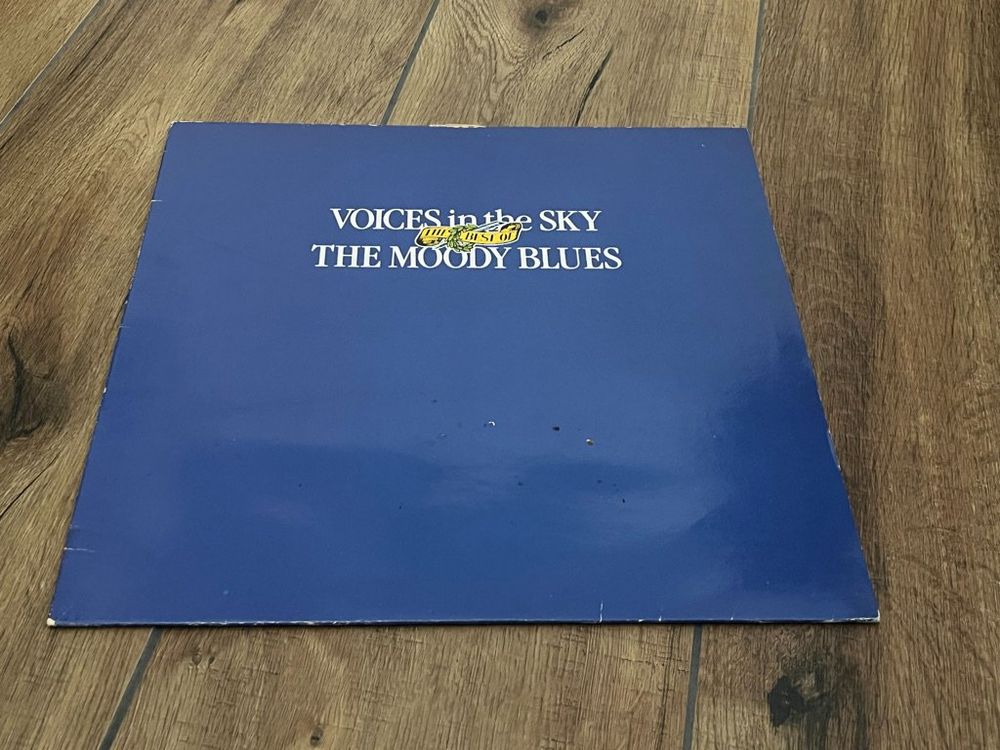 VOICES in the SKY
THE BEST OF
THE MOODY BLUES